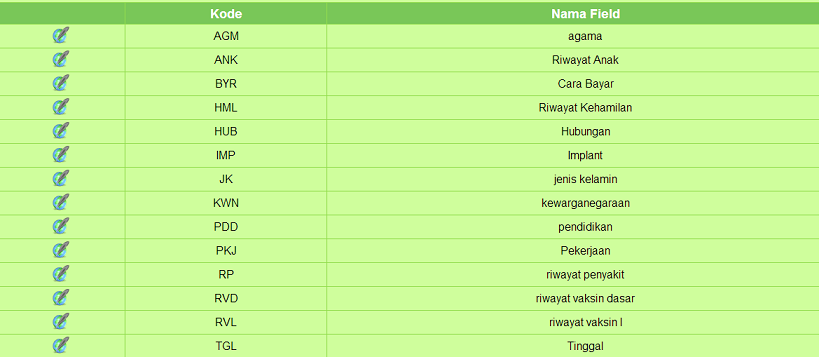 Kode Nama Field
AGM agama
ANK Riwayat Anak
BYR Cara Bayar
HML Riwayat Kehamilan
HUB Hubungan
IMP Implant
JK jenis kelamin
KWN kewarganegaraan
PDD pendidikan
PKJ Pekerjaan
RP riwayat penyakit
RVD riwayat vaksin dasar
RVL riwayat vaksin l
TGL Tinggal